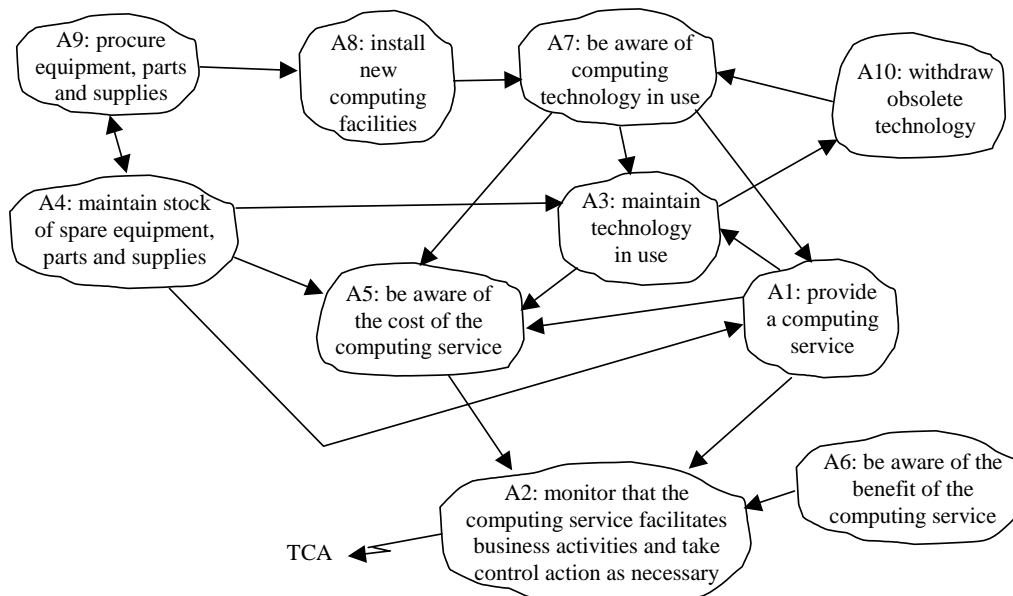 A9: procure
equipment, parts
and supplies
A8: install
new
computing
facilities
A7: be aware of
computing
technology in use
A10: withdraw
obsolete
technology
A4: maintain stock
of spare equipment,
parts and supplies
A3: maintain
technology
in use
A5: be aware of
the cost of the
computing service
A1: provide
a computing
service
A6: be aware of the
benefit of the
computing service
A2: monitor that the
computing service facilitates
business activities and take
control action as necessary
TCA